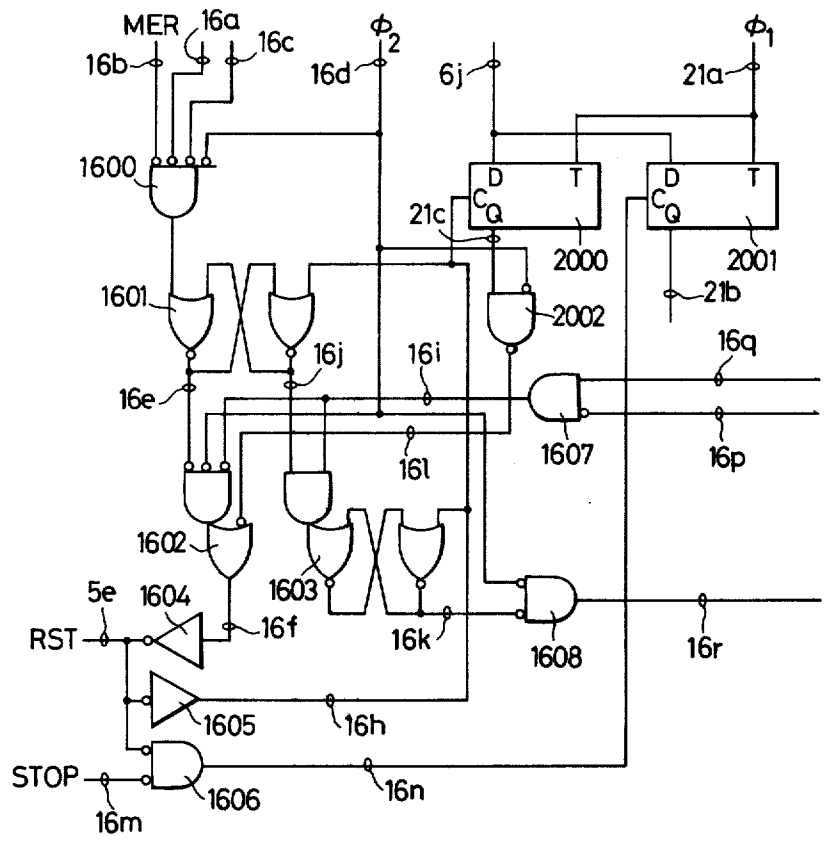 MER 16a 16c ϕ2 ϕ1
16b 16d 6j 21a
1600
D T D T
C Q C Q
21c 2000 2001
1601 2002 21b
16e 16j 16i 16q
16l 1607 16p
1602 1603
5e 1604 16f 16k 1608 16r
RST
1605 16h
STOP
16m 1606 16n